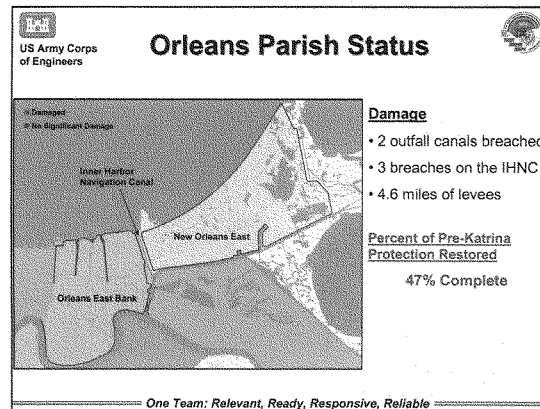 US Army Corps
of Engineers
Orleans Parish Status
Damaged
No Significant Damage
Inner Harbor
Navigation Canal
New Orleans East
Orleans East Bank
Damage
• 2 outfall canals breached
• 3 breaches on the IHNC
• 4.6 miles of levees
Percent of Pre-Katrina
Protection Restored
47% Complete
One Team: Relevant, Ready, Responsive, Reliable